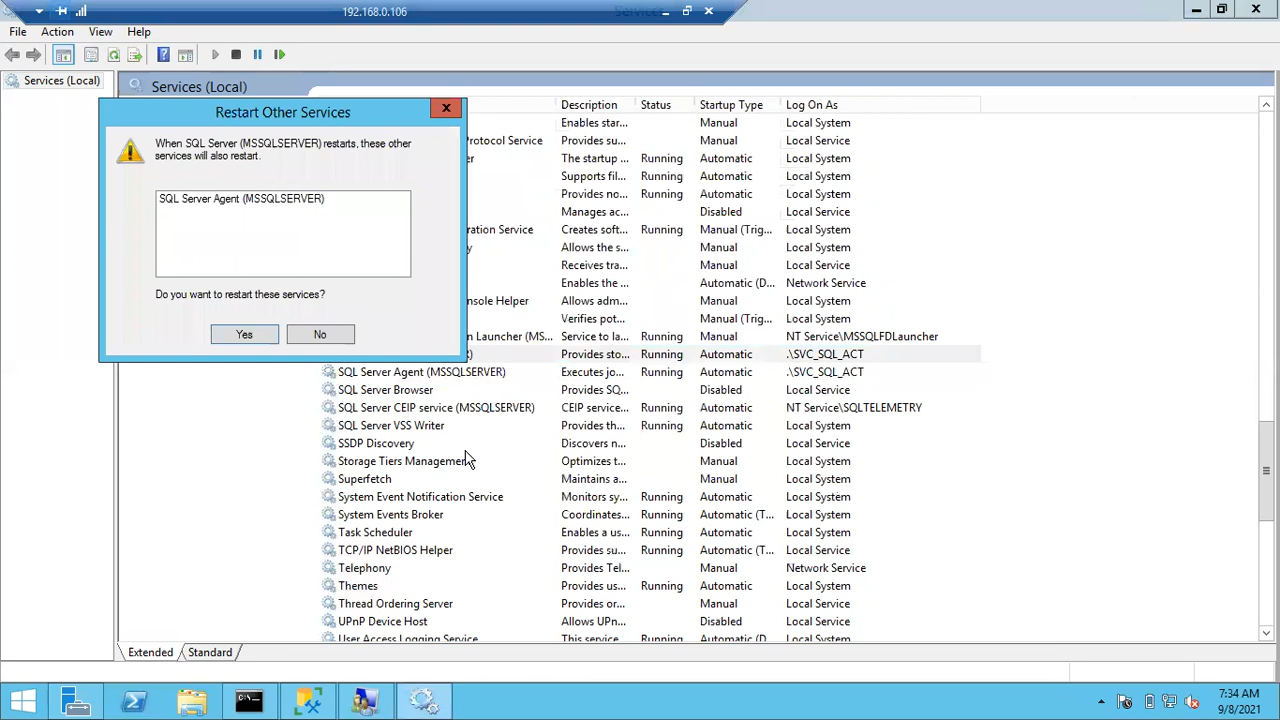 192.168.0.106
Services
File Action View Help
Services (Local)
Services (Local)
Description Status Startup Type Log On As
Restart Other Services
When SQL Server (MSSQLSERVER) restarts, these other
services will also restart.
SQL Server Agent (MSSQLSERVER)
Do you want to restart these services?
Yes No
Enables star... Manual Local System
Protocol Service Provides su... Manual Local System
The startup ... Running Automatic Local System
Supports fil... Running Automatic Local System
Provides no... Running Automatic Local System
Manages ac... Disabled Local Service
ration Service Creates soft... Running Manual (Trig... Local System
Allows the s... Manual Local System
Receives tra... Manual Local Service
Enables the ... Automatic (D... Network Service
onsole Helper Allows adm... Manual Local System
Verifies pot... Manual Local System
n Launcher (MS... Service to la... Running Manual NT Service\MSSQLFDLauncher
Provides sto... Running Automatic .\SVC_SQL_ACT
SQL Server Agent (MSSQLSERVER) Executes jo... Running Automatic .\SVC_SQL_ACT
SQL Server Browser Provides SQ... Disabled Local Service
SQL Server CEIP service (MSSQLSERVER) CEIP service... Running Automatic NT Service\SQLTELEMETRY
SQL Server VSS Writer Provides th... Running Automatic Local System
SSDP Discovery Discovers n... Disabled Local Service
Storage Tiers Management Optimizes t... Manual Local System
Superfetch Maintains a... Manual Local System
System Event Notification Service Monitors sy... Running Automatic Local System
System Events Broker Coordinates... Running Automatic (T... Local System
Task Scheduler Enables a us... Running Automatic Local System
TCP/IP NetBIOS Helper Provides su... Running Automatic (T... Local Service
Telephony Provides Tel... Manual Network Service
Themes Provides us... Running Automatic Local System
Thread Ordering Server Provides or... Manual Local Service
UPnP Device Host Allows UPn... Disabled Local Service
User Access Logging Service This service ... Running Automatic (D... Local System
Extended Standard
7:34 AM
9/8/2021